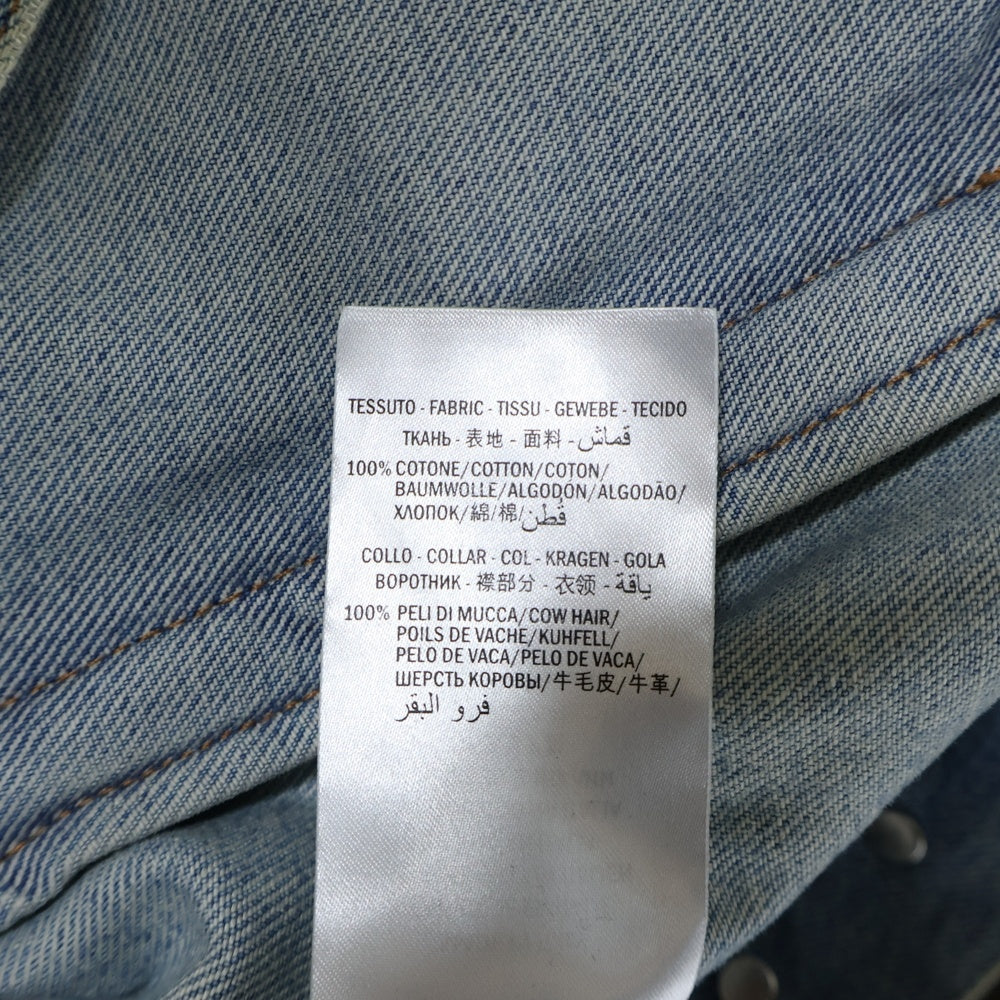 TESSUTO - FABRIC - TISSU - GEWEBE - TECIDO
ТКАНЬ - 表地 - 面料 - قماش
100% COTONE/COTTON/COTON/
BAUMWOLLE/ALGODÓN/ALGODÃO/
ХЛОПОК/綿/棉/قُطن
COLLO - COLLAR - COL - KRAGEN - GOLA
ВОРОТНИК - 襟部分 - 衣领 - ياقة
100% PELI DI MUCCA/COW HAIR/
POILS DE VACHE/KUHFELL/
PELO DE VACA/PELO DE VACA/
ШЕРСТЬ КОРОВЫ/牛毛皮/牛革/
فرو البقر